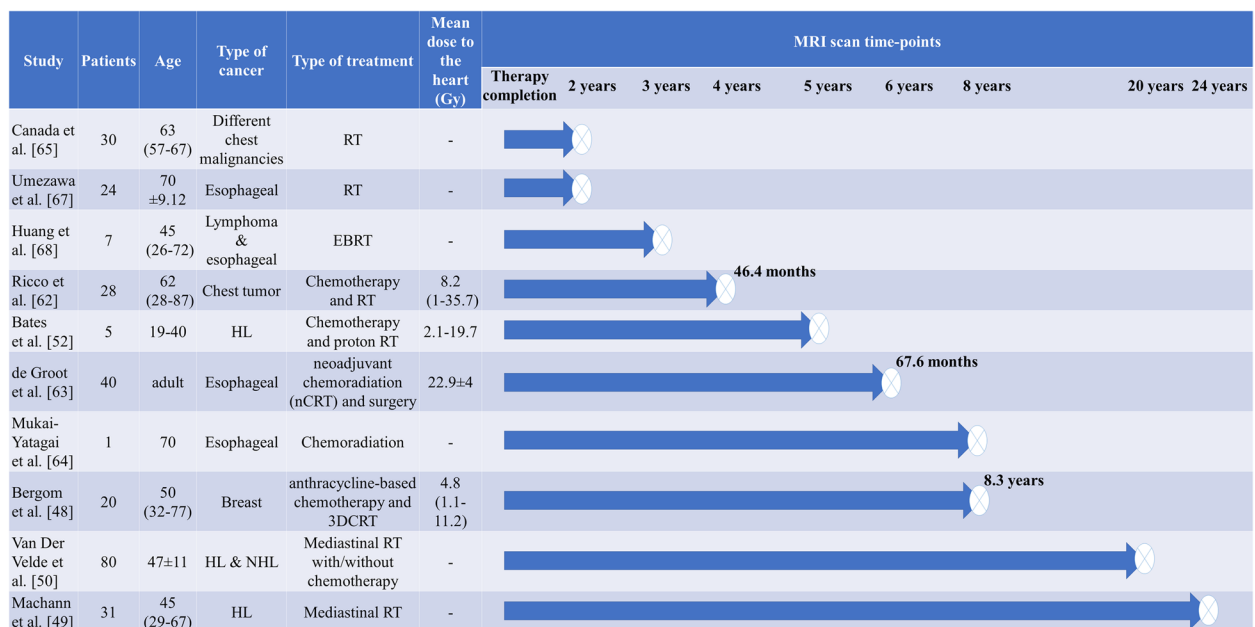 Study Patients Age Type of cancer Type of treatment Mean dose to the heart (Gy) MRI scan time-points
Therapy completion 2 years 3 years 4 years 5 years 6 years 8 years 20 years 24 years
Canada et al. [65] 30 63 (57-67) Different chest malignancies RT -
Umezawa et al. [67] 24 70 ±9.12 Esophageal RT -
Huang et al. [68] 7 45 (26-72) Lymphoma & esophageal EBRT -
Ricco et al. [62] 28 62 (28-87) Chest tumor Chemotherapy and RT 8.2 (1-35.7) 46.4 months
Bates et al. [52] 5 19-40 HL Chemotherapy and proton RT 2.1-19.7
de Groot et al. [63] 40 adult Esophageal neoadjuvant chemoradiation (nCRT) and surgery 22.9±4 67.6 months
Mukai-Yatagai et al. [64] 1 70 Esophageal Chemoradiation -
Bergom et al. [48] 20 50 (32-77) Breast anthracycline-based chemotherapy and 3DCRT 4.8 (1.1-11.2) 8.3 years
Van Der Velde et al. [50] 80 47±11 HL & NHL Mediastinal RT with/without chemotherapy -
Machann et al. [49] 31 45 (29-67) HL Mediastinal RT -